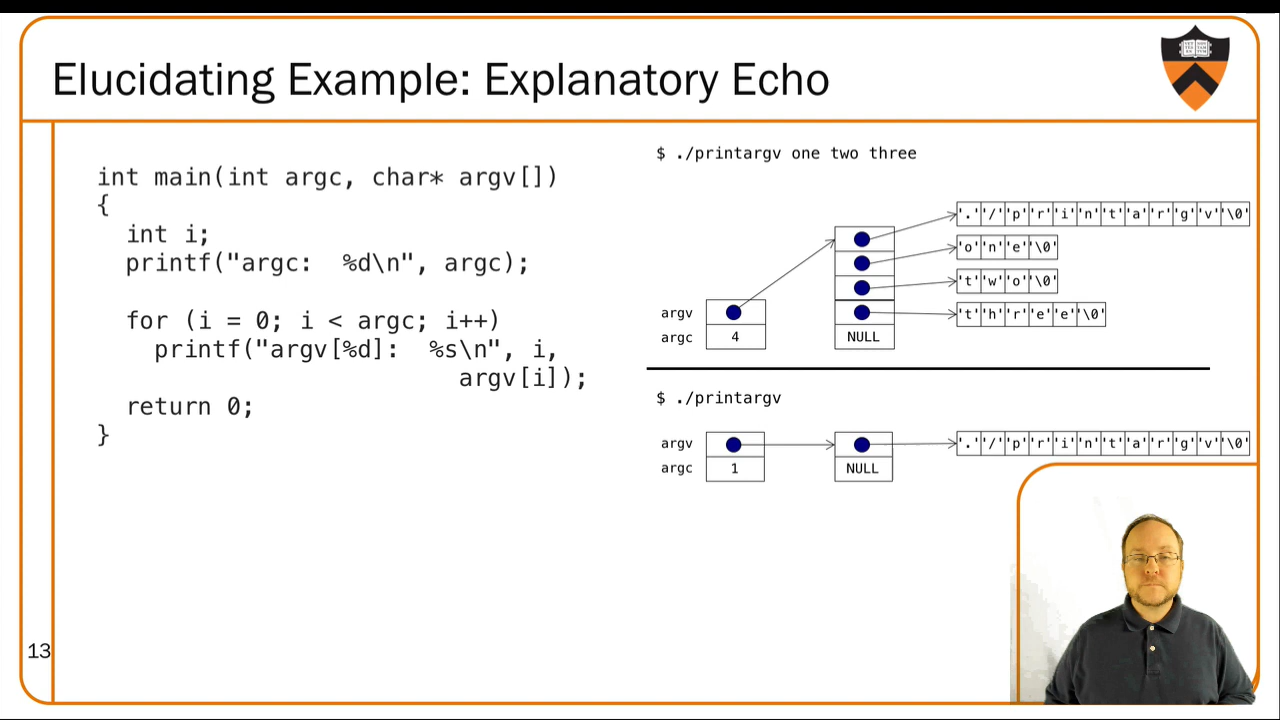 Elucidating Example: Explanatory Echo
int main(int argc, char* argv[])
{
int i;
printf("argc:  %d\n", argc);
for (i = 0; i < argc; i++)
printf("argv[%d]:  %s\n", i,
argv[i]);
return 0;
}
$ ./printargv one two three
'.' '/' 'p' 'r' 'i' 'n' 't' 'a' 'r' 'g' 'v' '\0'
'o' 'n' 'e' '\0'
't' 'w' 'o' '\0'
argv
't' 'h' 'r' 'e' 'e' '\0'
argc 4 NULL
$ ./printargv
argv
'.' '/' 'p' 'r' 'i' 'n' 't' 'a' 'r' 'g' 'v' '\0'
argc 1 NULL
13